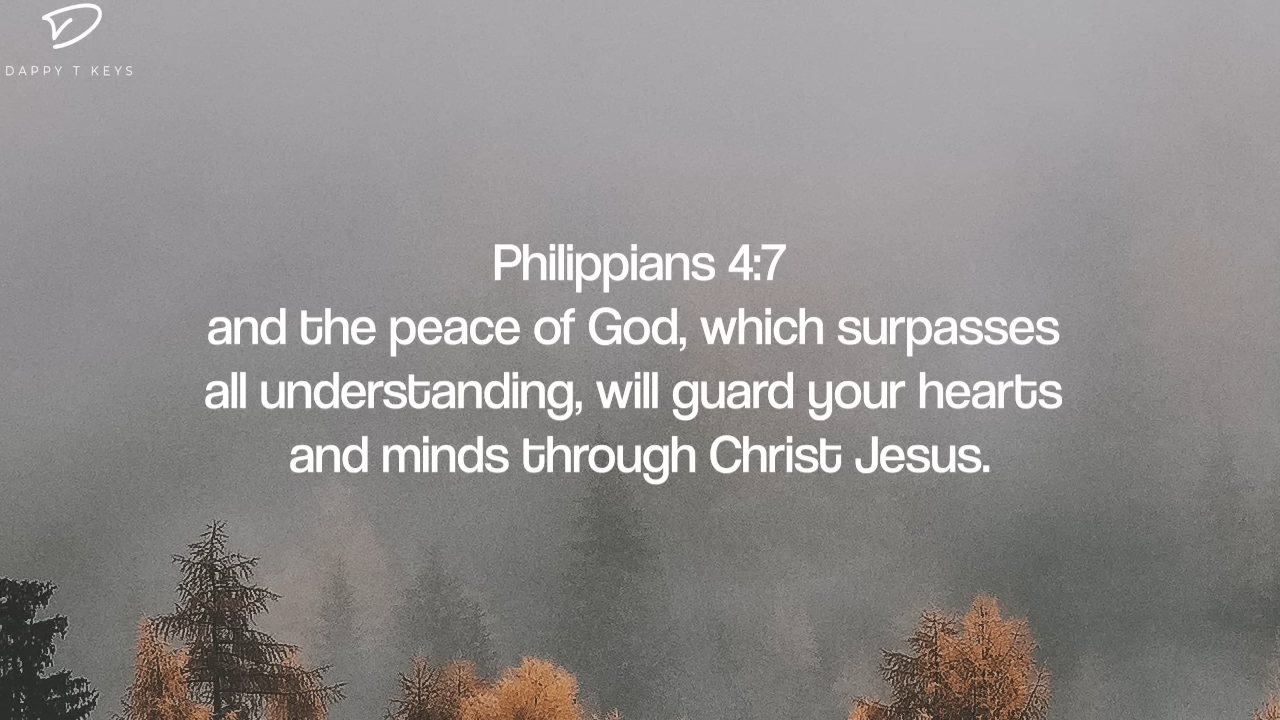 DAPPY T KEYS
Philippians 4:7
and the peace of God, which surpasses
all understanding, will guard your hearts
and minds through Christ Jesus.